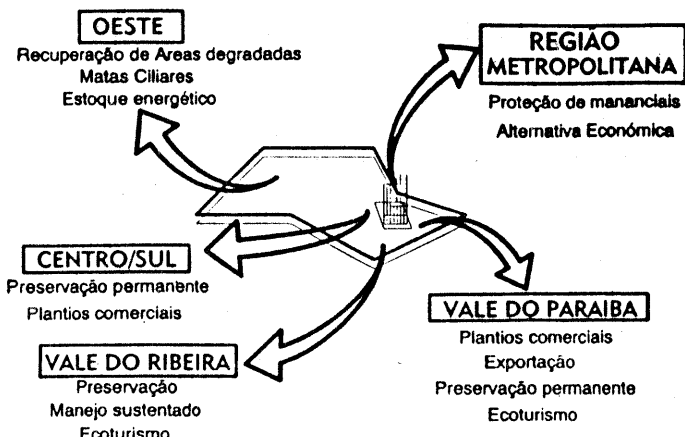 OESTE
Recuperação de Areas degradadas
Matas Ciliares
Estoque energético
REGIÃO
METROPOLITANA
Proteção de mananciais
Alternativa Económica
CENTRO/SUL
Preservação permanente
Plantios comerciais
VALE DO PARAIBA
Plantios comerciais
Exportação
Preservação permanente
Ecoturismo
VALE DO RIBEIRA
Preservação
Manejo sustentado
Ecoturismo